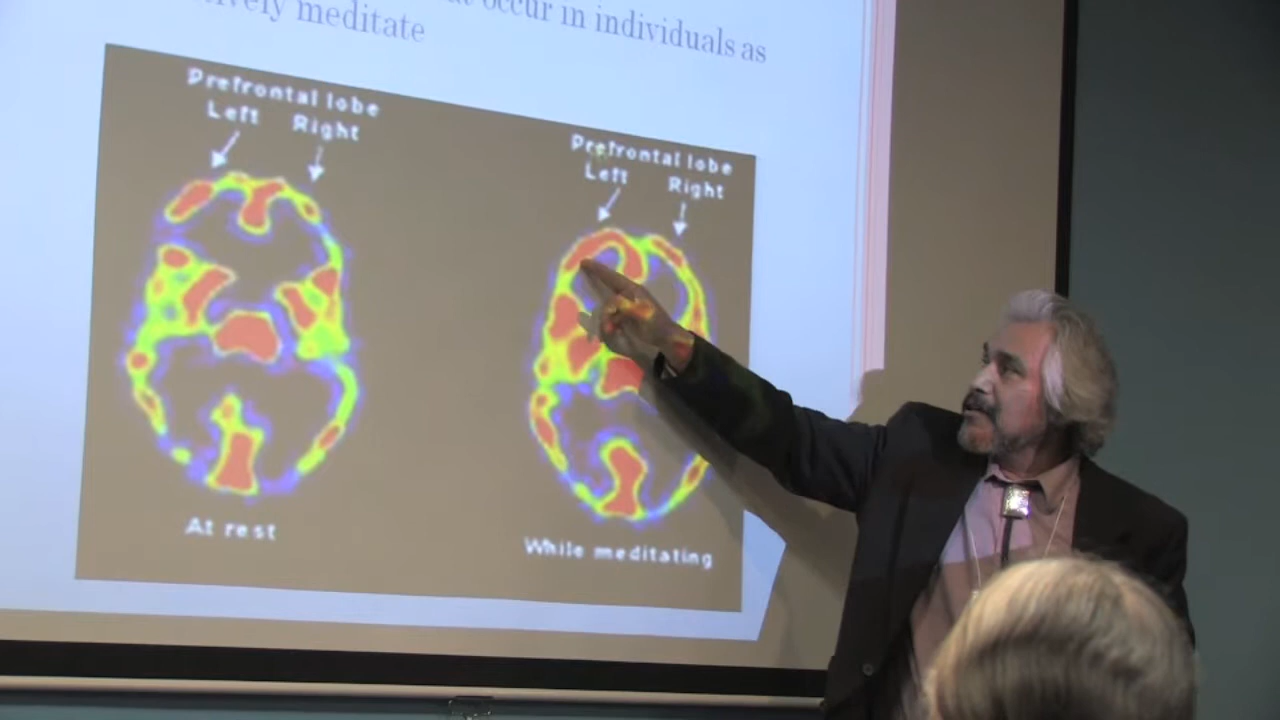 occur in individuals as
meditate
Prefrontal lobe
Left Right
At rest
Prefrontal lobe
Left Right
While meditating